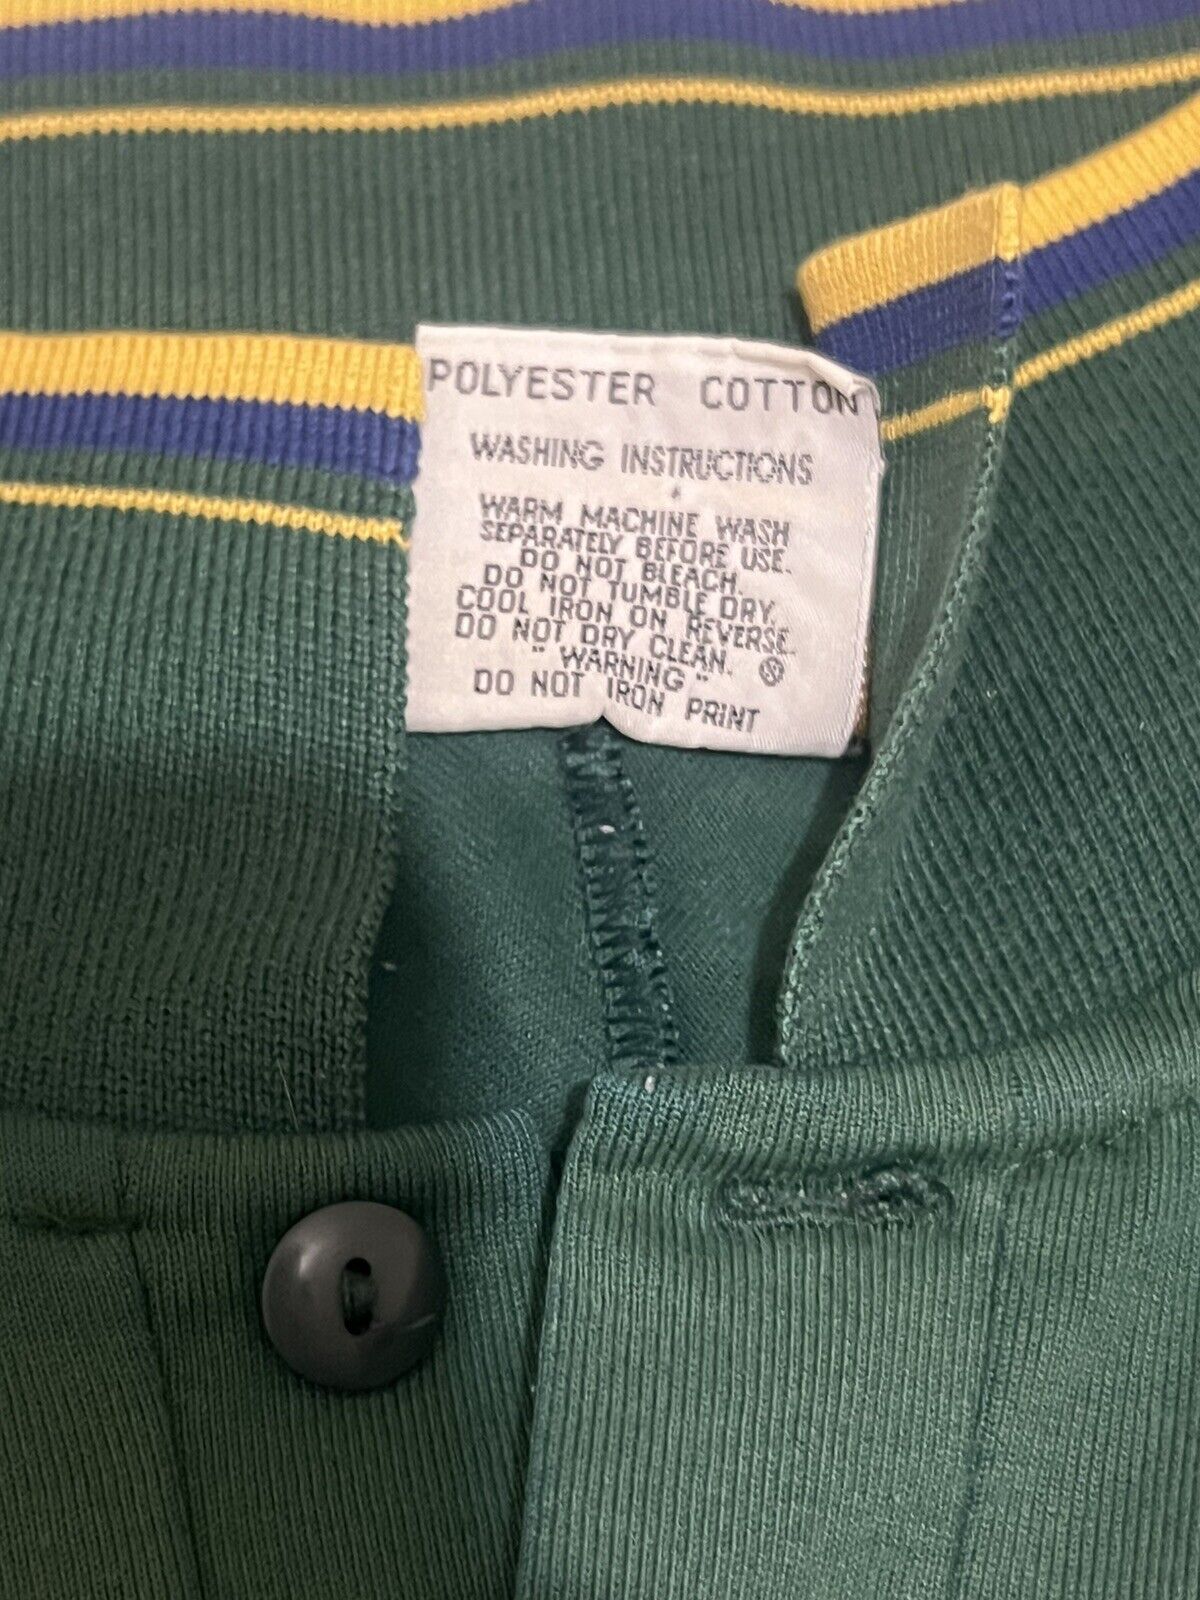 POLYESTER COTTON
WASHING INSTRUCTIONS
WARM MACHINE WASH
SEPARATELY BEFORE USE.
DO NOT BLEACH.
DO NOT TUMBLE DRY.
COOL IRON ON REVERSE.
DO NOT DRY CLEAN.
" WARNING "
DO NOT IRON PRINT